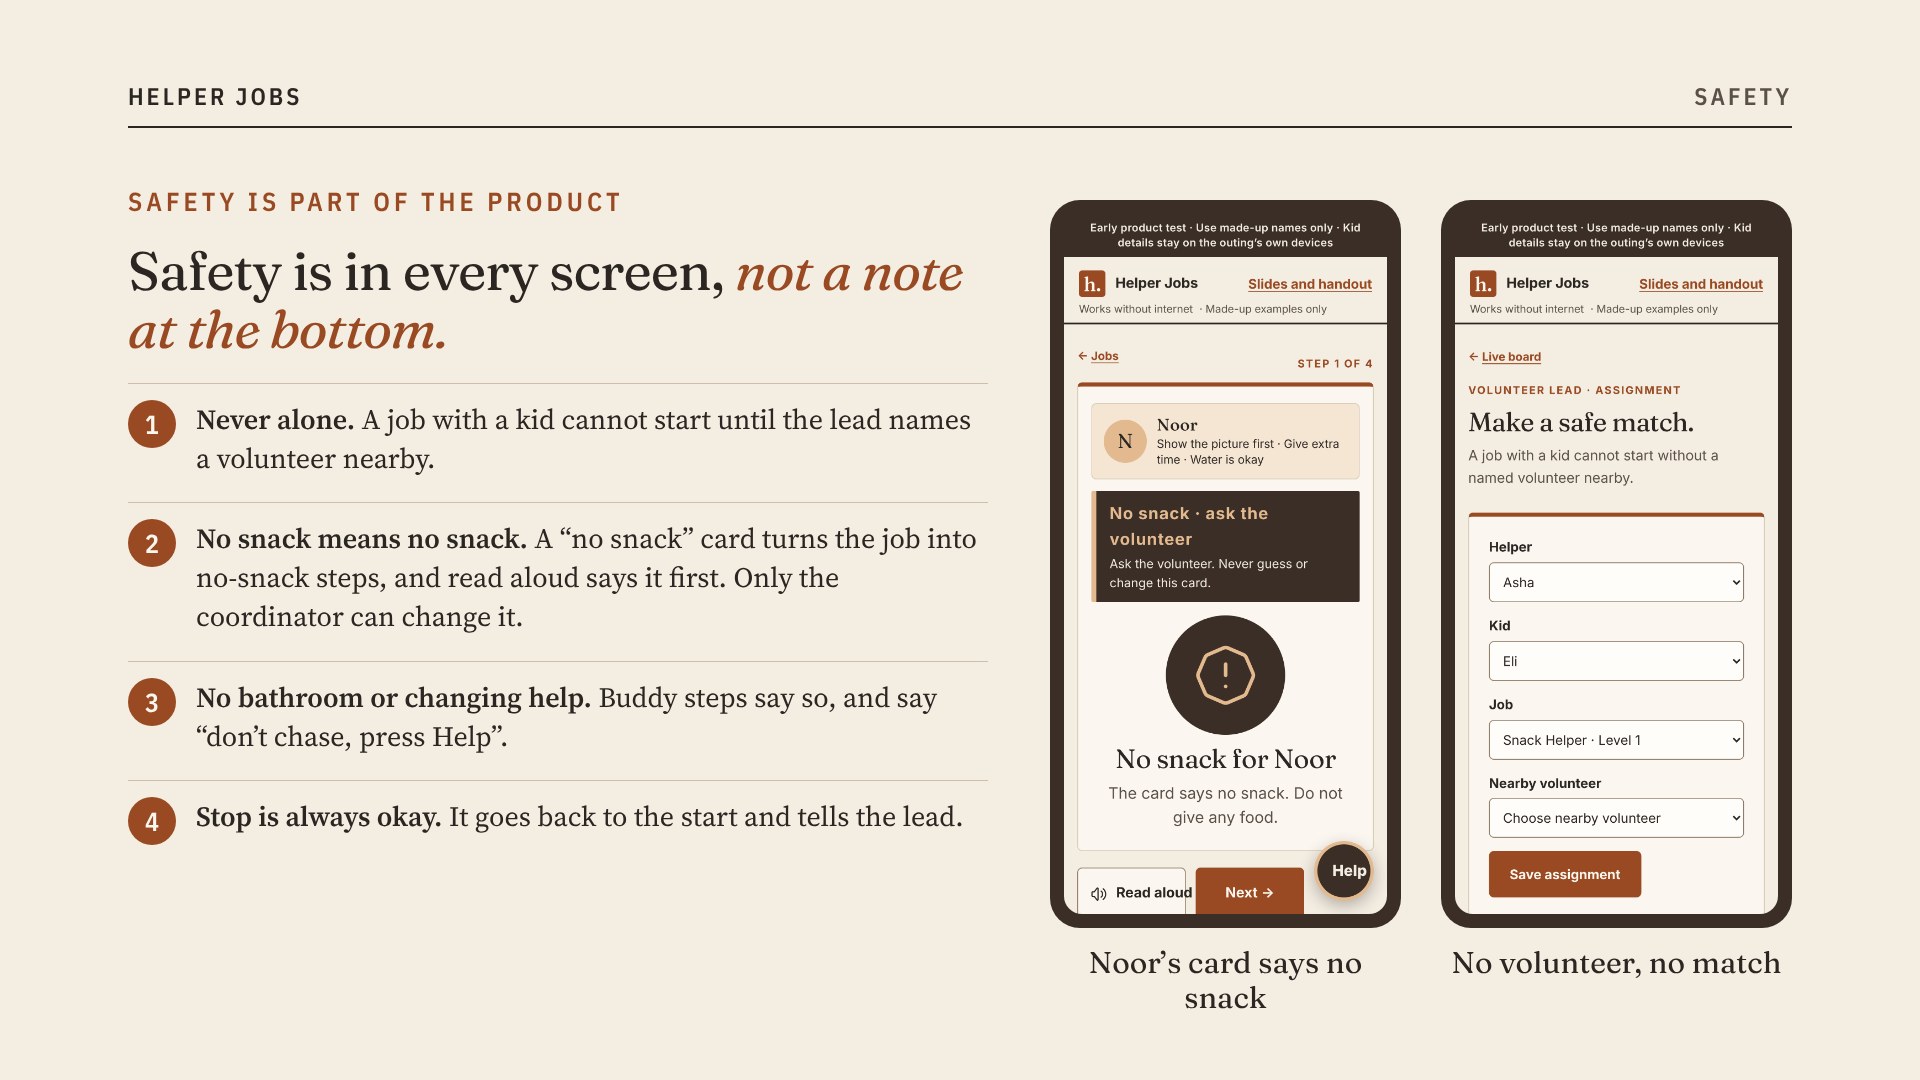 HELPER JOBS
SAFETY
SAFETY IS PART OF THE PRODUCT
Safety is in every screen, not a note
at the bottom.
1
Never alone. A job with a kid cannot start until the lead names
a volunteer nearby.
2
No snack means no snack. A “no snack” card turns the job into
no-snack steps, and read aloud says it first. Only the
coordinator can change it.
3
No bathroom or changing help. Buddy steps say so, and say
“don’t chase, press Help”.
4
Stop is always okay. It goes back to the start and tells the lead.
Early product test · Use made-up names only · Kid
details stay on the outing’s own devices
h. Helper Jobs
Slides and handout
Works without internet · Made-up examples only
← Jobs
STEP 1 OF 4
N
Noor
Show the picture first · Give extra
time · Water is okay
No snack · ask the
volunteer
Ask the volunteer. Never guess or
change this card.
No snack for Noor
The card says no snack. Do not
give any food.
Read aloud
Next →
Help
Noor’s card says no
snack
Early product test · Use made-up names only · Kid
details stay on the outing’s own devices
h. Helper Jobs
Slides and handout
Works without internet · Made-up examples only
← Live board
VOLUNTEER LEAD · ASSIGNMENT
Make a safe match.
A job with a kid cannot start without a
named volunteer nearby.
Helper
Asha
Kid
Eli
Job
Snack Helper · Level 1
Nearby volunteer
Choose nearby volunteer
Save assignment
No volunteer, no match